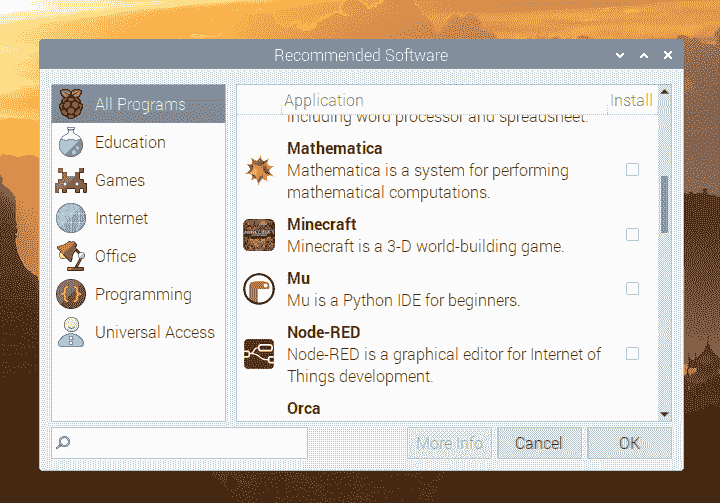 Recommended Software
All Programs
Education
Games
Internet
Office
Programming
Universal Access
Application Install
including word processor and spreadsheet.
Mathematica
Mathematica is a system for performing
mathematical computations.
Minecraft
Minecraft is a 3-D world-building game.
Mu
Mu is a Python IDE for beginners.
Node-RED
Node-RED is a graphical editor for Internet of
Things development.
Orca
More Info Cancel OK